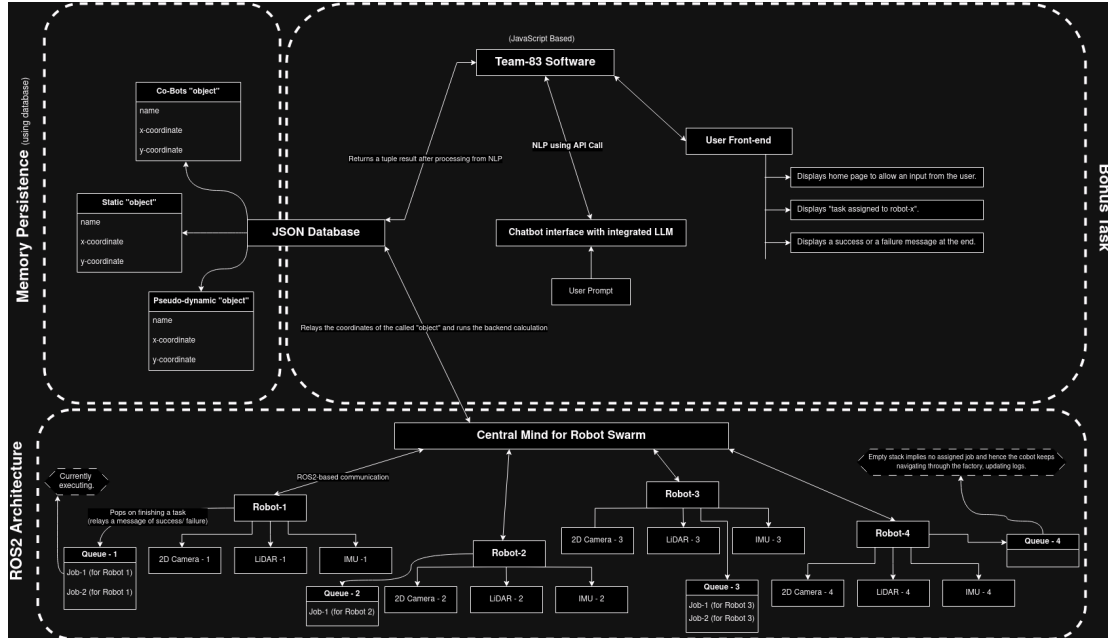 Memory Persistence (using database)
Co-Bots "object"
name
x-coordinate
y-coordinate
Static "object"
name
x-coordinate
y-coordinate
Pseudo-dynamic "object"
name
x-coordinate
y-coordinate
JSON Database
(JavaScript Based)
Team-83 Software
Returns a tuple result after processing from NLP
NLP using API Call
Chatbot interface with integrated LLM
User Prompt
User Front-end
Displays home page to allow an input from the user.
Displays "task assigned to robot-x".
Displays a success or a failure message at the end.
Bonus Task
Relays the coordinates of the called "object" and runs the backend calculation
ROS2 Architecture
Central Mind for Robot Swarm
ROS2-based communication
Currently
executing.
Pops on finishing a task
(relays a message of success/ failure)
Robot-1
Queue - 1
Job-1 (for Robot 1)
Job-2 (for Robot 1)
2D Camera - 1
LiDAR -1
IMU -1
Robot-2
Queue - 2
Job-1 (for Robot 2)
2D Camera - 2
LiDAR - 2
IMU - 2
Robot-3
2D Camera - 3
LiDAR - 3
IMU - 3
Queue - 3
Job-1 (for Robot 3)
Job-2 (for Robot 3)
Empty stack implies no assigned job and hence the cobot keeps
navigating through the factory, updating logs.
Robot-4
Queue - 4
2D Camera - 4
LiDAR - 4
IMU - 4